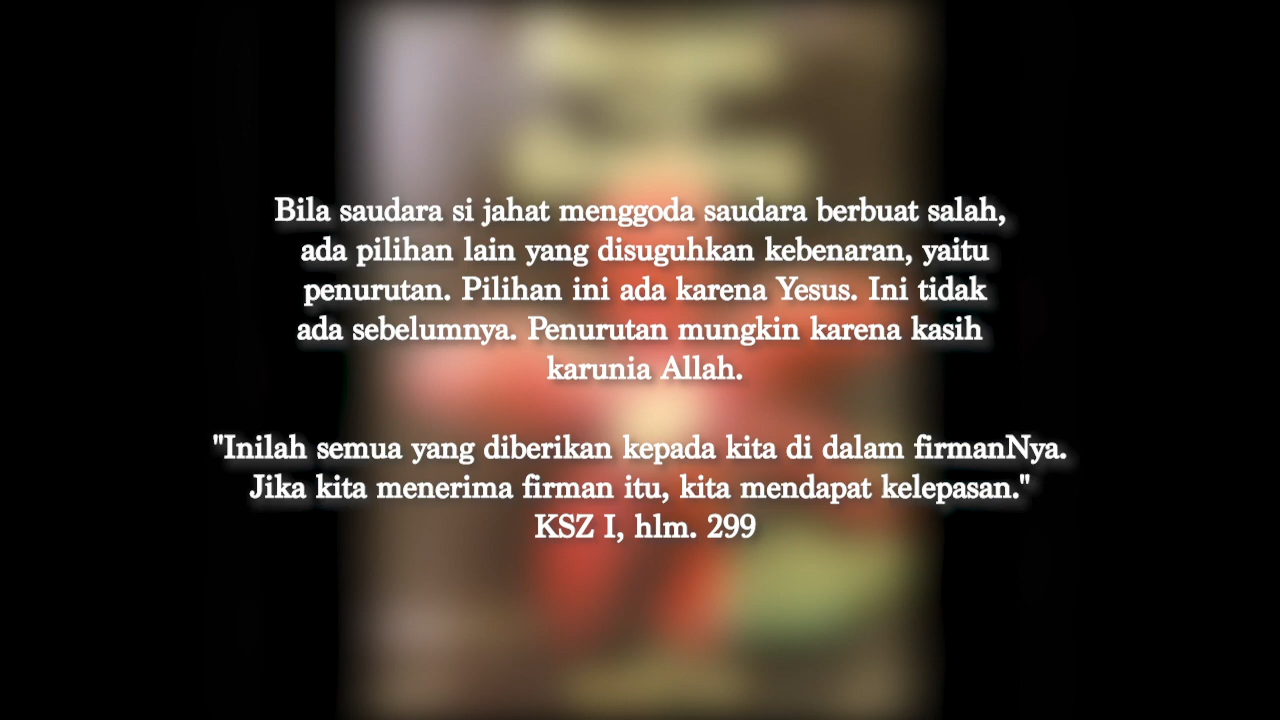 Bila saudara si jahat menggoda saudara berbuat salah,
ada pilihan lain yang disuguhkan kebenaran, yaitu
penurutan. Pilihan ini ada karena Yesus. Ini tidak
ada sebelumnya. Penurutan mungkin karena kasih
karunia Allah.
"Inilah semua yang diberikan kepada kita di dalam firmanNya.
Jika kita menerima firman itu, kita mendapat kelepasan."
KSZ I, hlm. 299